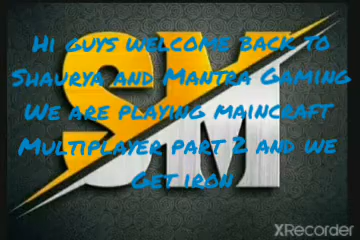 Hi guys welcome back to
Shaurya and Mantra Gaming
We are playing maincraft
Multiplayer part 2 and we
Get iron
SM
XRecorder